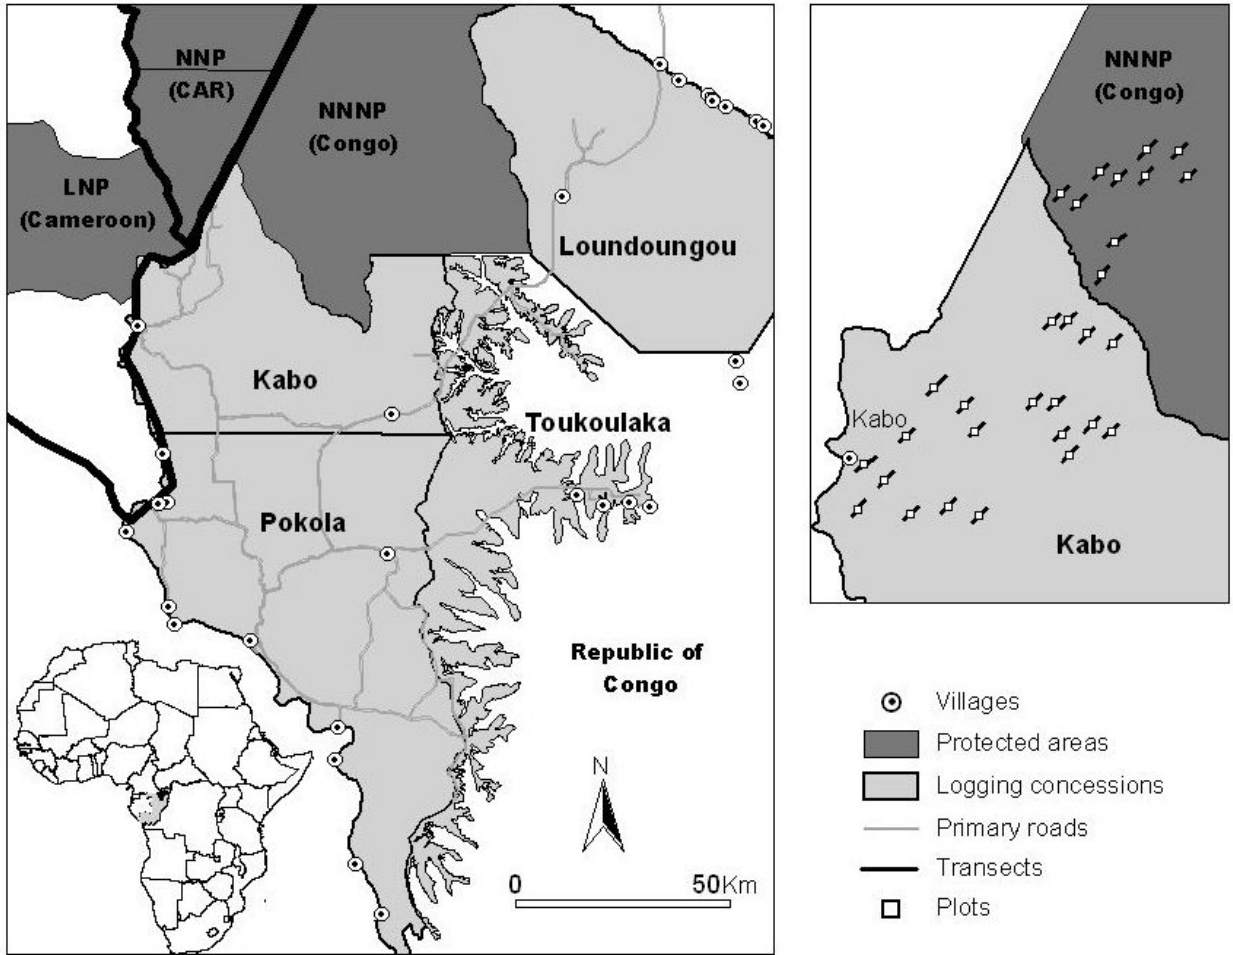 NNP
(CAR)
NNNP
(Congo)
LNP
(Cameroon)
Loundoungou
Kabo
Toukoulaka
Pokola
Republic of
Congo
N
0 50Km
NNNP
(Congo)
Kabo
Kabo
Villages
Protected areas
Logging concessions
Primary roads
Transects
Plots